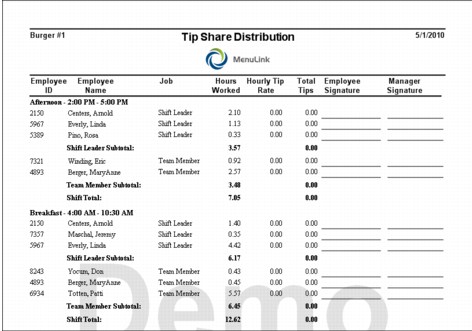 Burger #1 Tip Share Distribution 5/1/2010
MenuLink
Employee Employee Job Hours Hourly Tip Total Employee Manager
ID Name Worked Rate Tips Signature Signature
Afternoon - 2:00 PM - 5:00 PM
2150 Centers, Arnold Shift Leader 2.10 0.00 0.00
5967 Everly, Linda Shift Leader 1.13 0.00 0.00
5389 Pino, Rosa Shift Leader 0.33 0.00 0.00
Shift Leader Subtotal: 3.57 0.00
7321 Winding, Eric Team Member 0.92 0.00 0.00
4893 Berger, MaryAnne Team Member 2.57 0.00 0.00
Team Member Subtotal: 3.48 0.00
Shift Total: 7.05 0.00
Breakfast - 4:00 AM - 10:30 AM
2150 Centers, Arnold Shift Leader 1.40 0.00 0.00
7357 Marschal, Jeremy Shift Leader 0.35 0.00 0.00
5967 Everly, Linda Shift Leader 4.42 0.00 0.00
Shift Leader Subtotal: 6.17 0.00
8243 Yocum, Don Team Member 0.43 0.00 0.00
4893 Berger, MaryAnne Team Member 0.45 0.00 0.00
6934 Totten, Patti Team Member 5.57 0.00 0.00
Team Member Subtotal: 6.45 0.00
Shift Total: 12.62 0.00
Demo